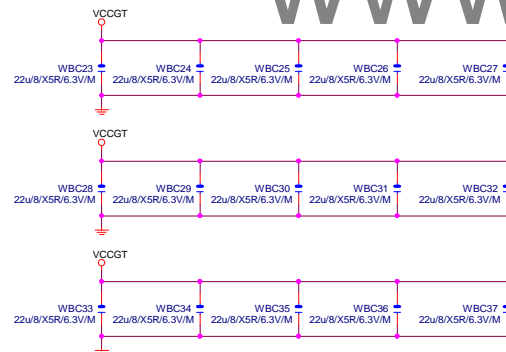 WWW
VCCGT
WBC23 WBC24 WBC25 WBC26 WBC27
22u/8/X5R/6.3V/M 22u/8/X5R/6.3V/M 22u/8/X5R/6.3V/M 22u/8/X5R/6.3V/M 22u/8/X5R/6.3V/M
VCCGT
WBC28 WBC29 WBC30 WBC31 WBC32
22u/8/X5R/6.3V/M 22u/8/X5R/6.3V/M 22u/8/X5R/6.3V/M 22u/8/X5R/6.3V/M 22u/8/X5R/6.3V/M
VCCGT
WBC33 WBC34 WBC35 WBC36 WBC37
22u/8/X5R/6.3V/M 22u/8/X5R/6.3V/M 22u/8/X5R/6.3V/M 22u/8/X5R/6.3V/M 22u/8/X5R/6.3V/M